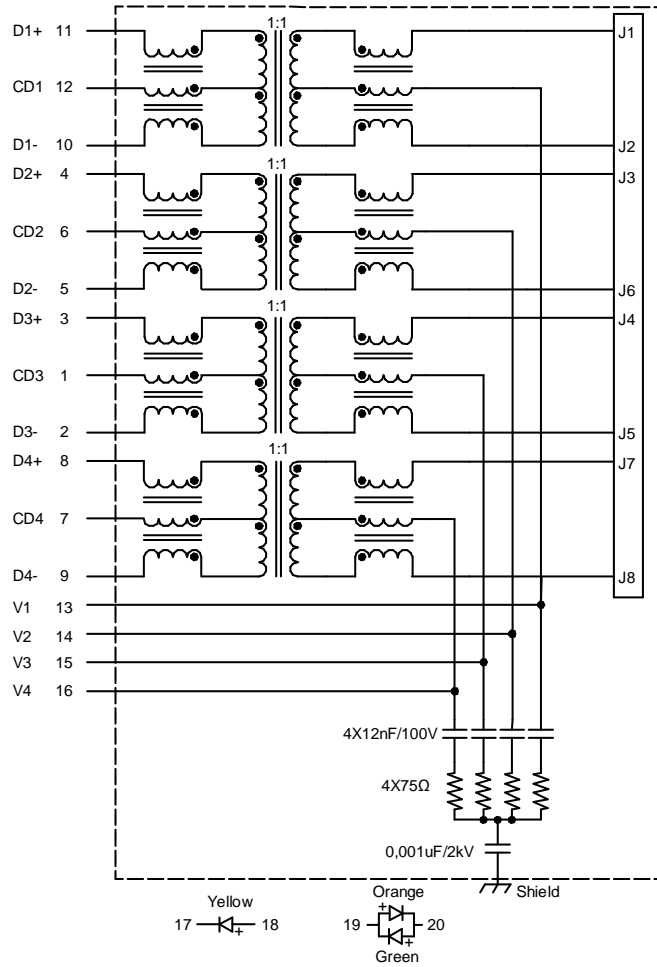 1:1
D1+ 11 J1
CD1 12
D1- 10 J2
1:1
D2+ 4 J3
CD2 6
D2- 5 J6
1:1
D3+ 3 J4
CD3 1
D3- 2 J5
1:1
D4+ 8 J7
CD4 7
D4- 9 J8
V1 13
V2 14
V3 15
V4 16
4X12nF/100V
4X75Ω
0,001uF/2kV
Shield
Yellow
17 + 18
Orange
+
19 20
+
Green